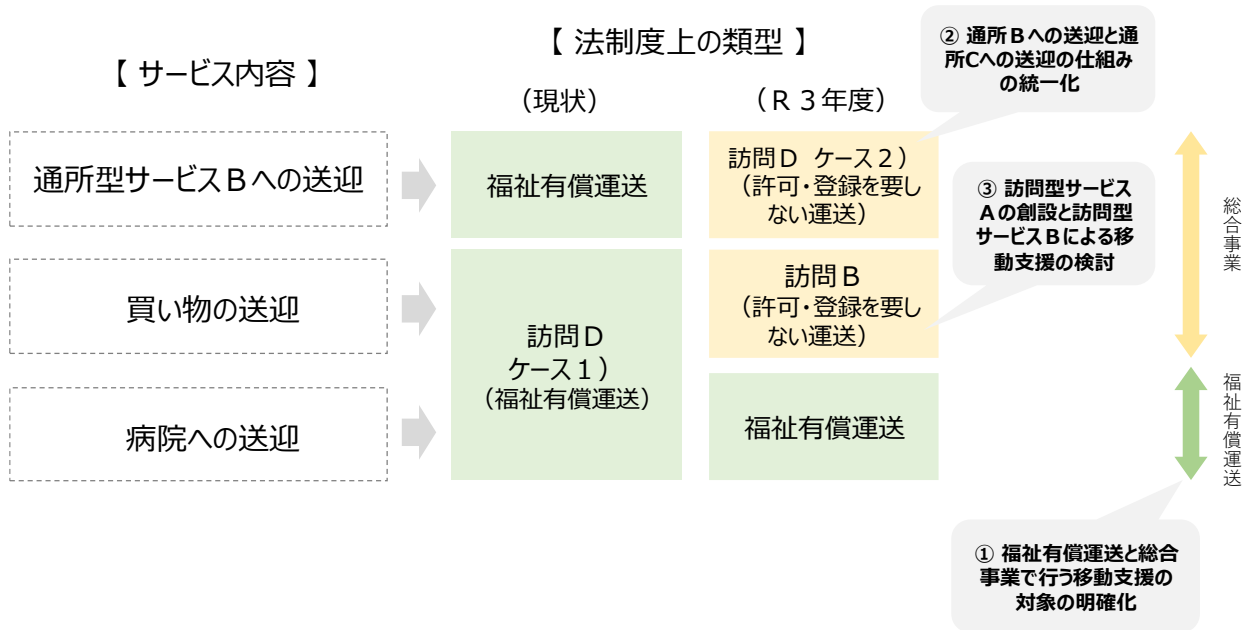 【 サービス内容 】
【 法制度上の類型 】
（現状）
（Ｒ３年度）
② 通所Ｂへの送迎と通
所Cへの送迎の仕組み
の統一化
通所型サービスＢへの送迎
福祉有償運送
訪問Ｄ ケース２）
（許可・登録を要し
ない運送）
③ 訪問型サービス
Ａの創設と訪問型
サービスＢによる移
動支援の検討
総合事業
買い物の送迎
訪問Ｄ
ケース１）
（福祉有償運送）
訪問Ｂ
（許可・登録を要し
ない運送）
病院への送迎
福祉有償運送
福祉有償運送
① 福祉有償運送と総合
事業で行う移動支援の
対象の明確化